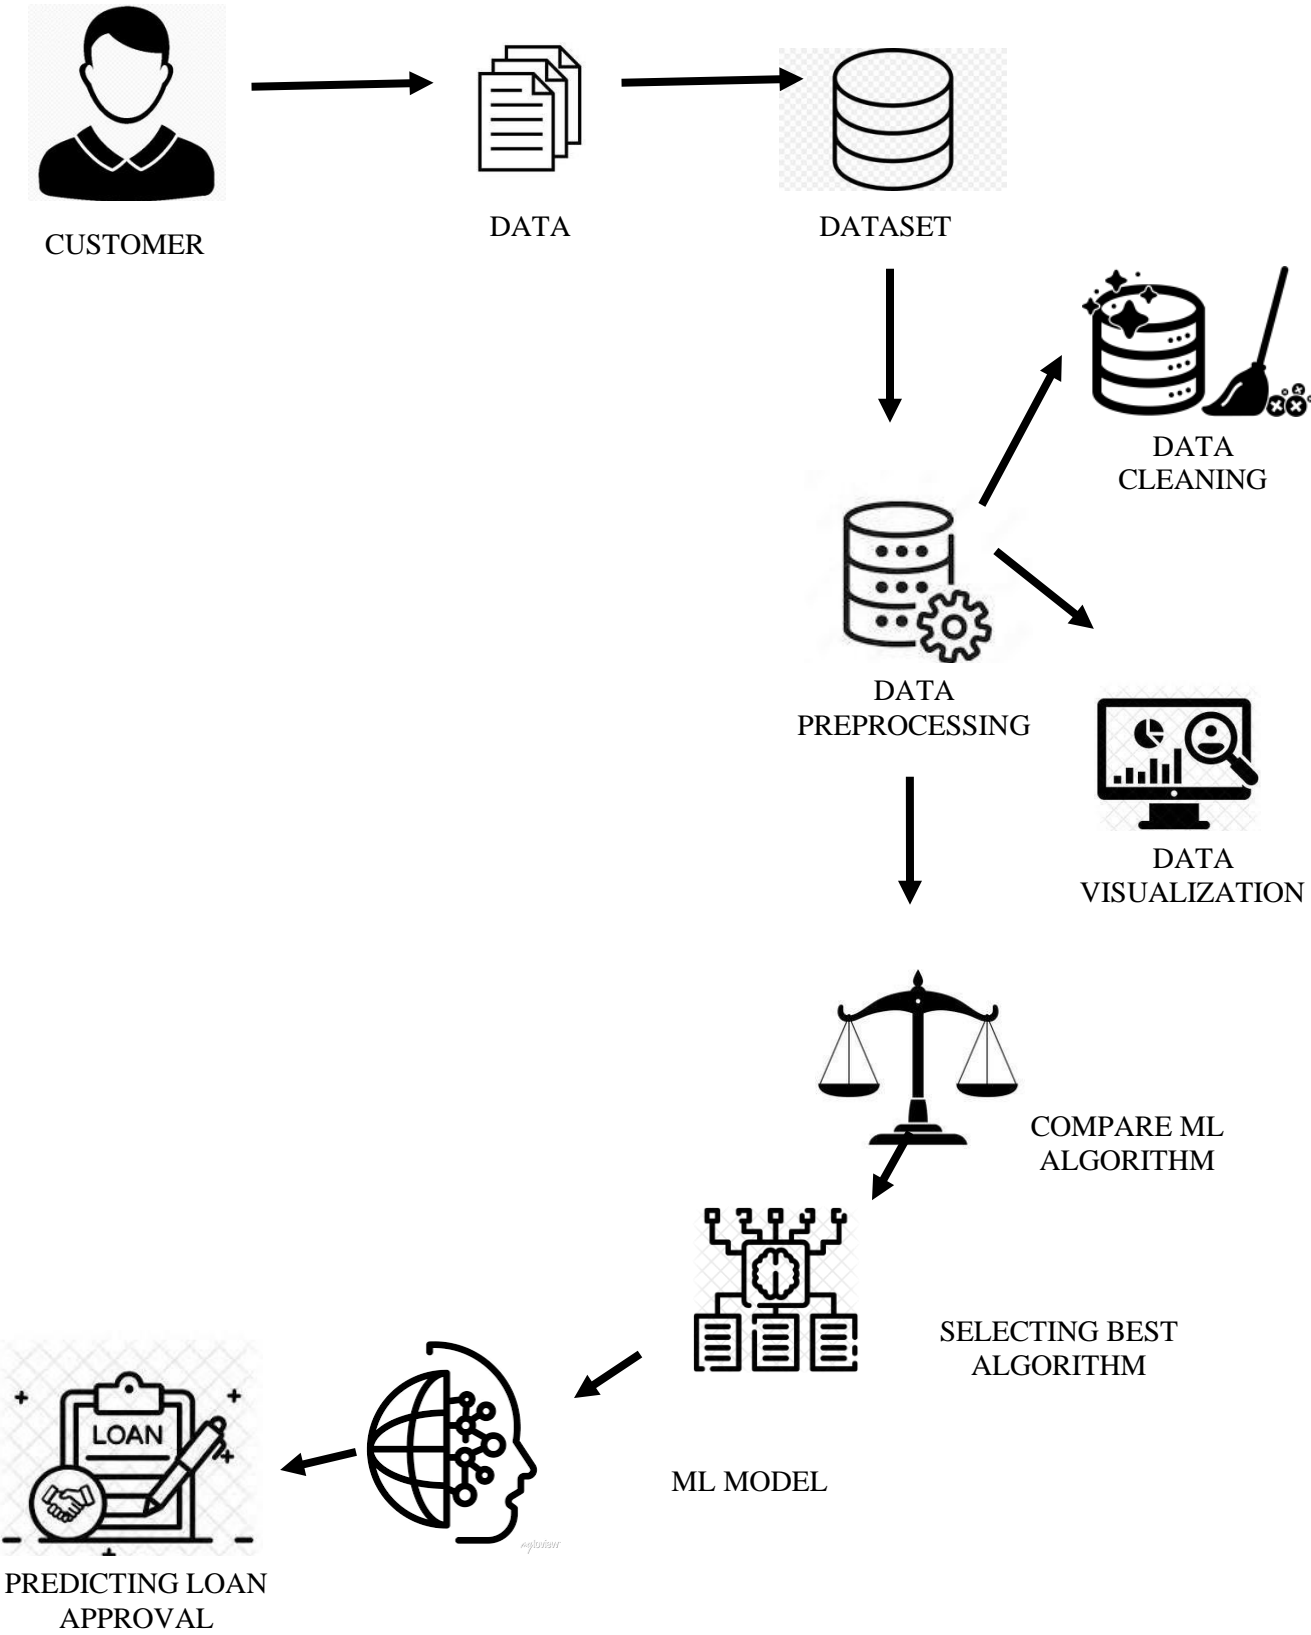 CUSTOMER
DATA
DATASET
DATA
CLEANING
DATA
PREPROCESSING
DATA
VISUALIZATION
COMPARE ML
ALGORITHM
SELECTING BEST
ALGORITHM
LOAN
ML MODEL
PREDICTING LOAN
APPROVAL